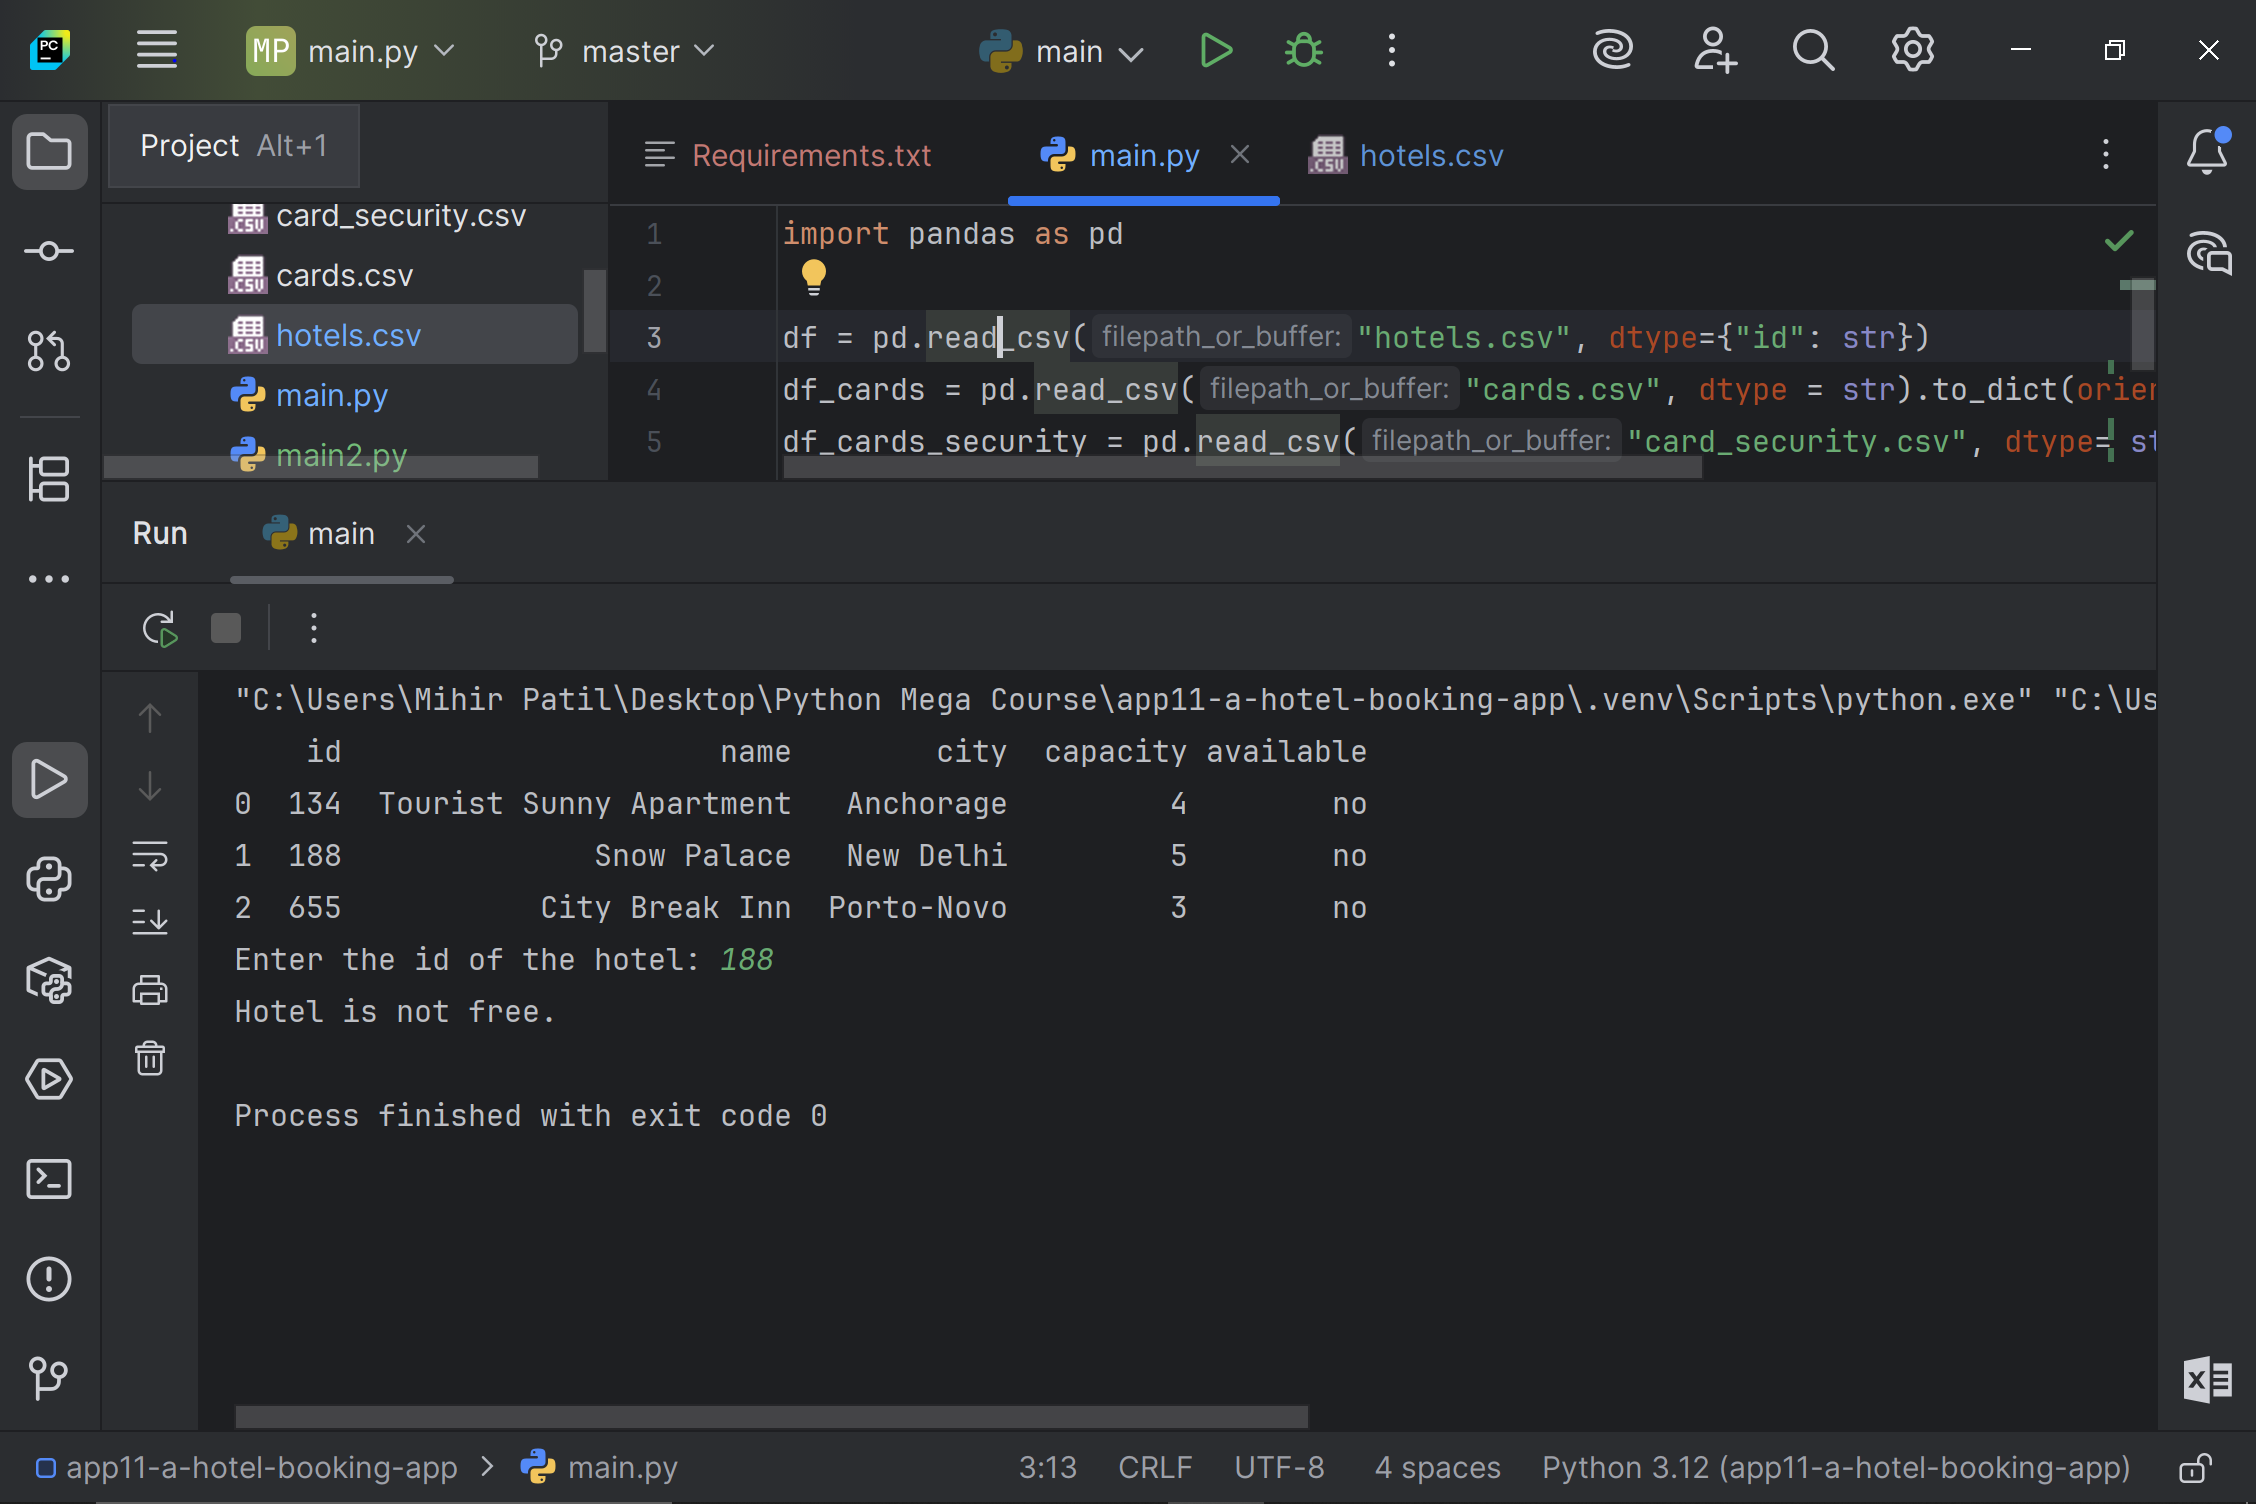 PC
MP main.py
master
main
Project Alt+1
Requirements.txt
main.py
hotels.csv
card_security.csv
cards.csv
hotels.csv
main.py
main2.py
1 import pandas as pd
2
3 df = pd.read_csv( filepath_or_buffer: "hotels.csv", dtype={"id": str})
4 df_cards = pd.read_csv( filepath_or_buffer: "cards.csv", dtype = str).to_dict(orien
5 df_cards_security = pd.read_csv( filepath_or_buffer: "card_security.csv", dtype= st
Run main
"C:\Users\Mihir Patil\Desktop\Python Mega Course\app11-a-hotel-booking-app\.venv\Scripts\python.exe" "C:\Us
id name city capacity available
0 134 Tourist Sunny Apartment Anchorage 4 no
1 188 Snow Palace New Delhi 5 no
2 655 City Break Inn Porto-Novo 3 no
Enter the id of the hotel: 188
Hotel is not free.
Process finished with exit code 0
app11-a-hotel-booking-app > main.py
3:13 CRLF UTF-8 4 spaces Python 3.12 (app11-a-hotel-booking-app)